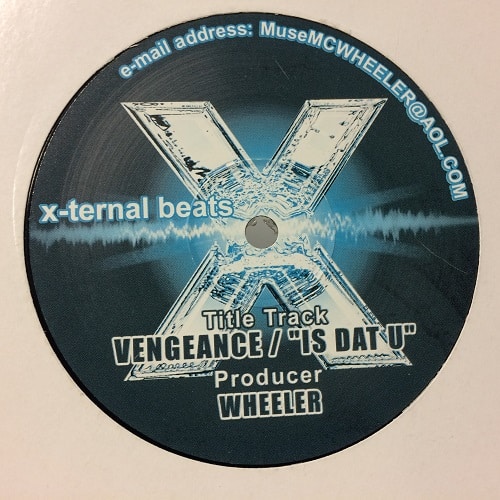 e-mail address: MuseMCWHEELER@AOL.COM
X
x-ternal beats
Title Track
VENGEANCE / "IS DAT U"
Producer
WHEELER